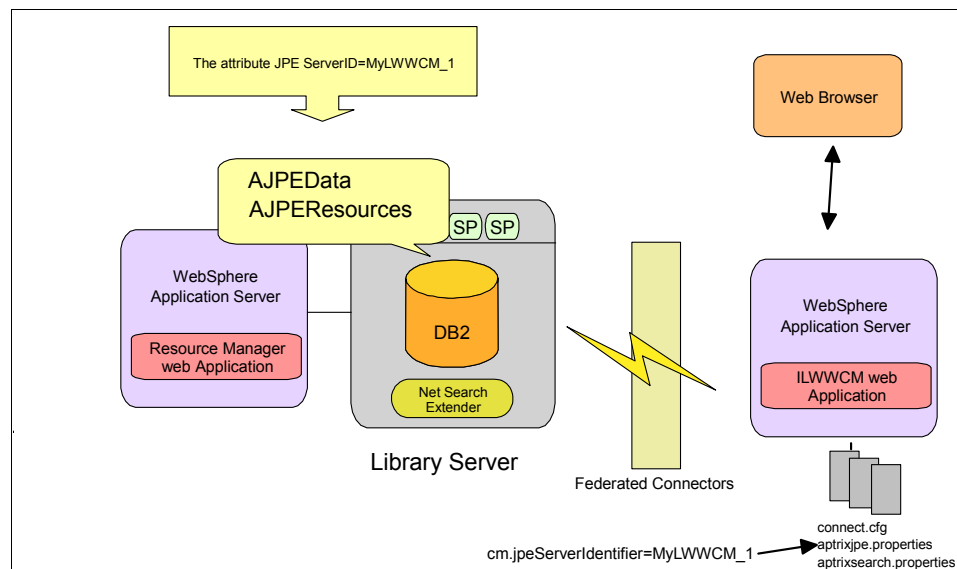 The attribute JPE ServerID=MyLWWCM_1
Web Browser
AJPEData
AJPEResources
SP
SP
WebSphere
Application Server
Resource Manager
web Application
DB2
Net Search
Extender
Library Server
Federated Connectors
WebSphere
Application Server
ILWWCM web
Application
connect.cfg
cm.jpeServerIdentifier=MyLWWCM_1
aptrixjpe.properties
aptrixsearch.properties